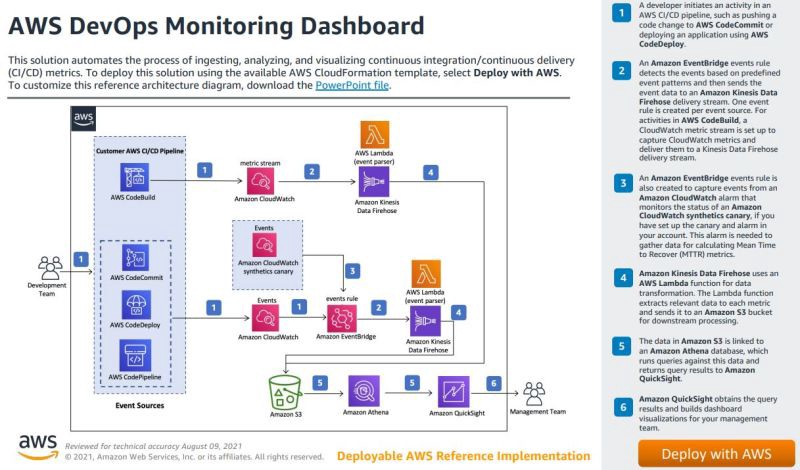 AWS DevOps Monitoring Dashboard
This solution automates the process of ingesting, analyzing, and visualizing continuous integration/continuous delivery
(CI/CD) metrics. To deploy this solution using the available AWS CloudFormation template, select Deploy with AWS.
To customize this reference architecture diagram, download the PowerPoint file.
aws
Customer AWS CI/CD Pipeline
AWS CodeBuild
1
metric stream
Amazon CloudWatch
2
AWS Lambda
(event parser)
Amazon Kinesis
Data Firehose
4
Events
Amazon CloudWatch
synthetics canary
3
1
Development
Team
AWS CodeCommit
AWS CodeDeploy
AWS CodePipeline
Event Sources
1
Events
Amazon CloudWatch
1
events rule
Amazon EventBridge
2
AWS Lambda
(event parser)
Amazon Kinesis
Data Firehose
4
Amazon S3
5
Amazon Athena
5
Amazon QuickSight
6
Management Team
aws
Reviewed for technical accuracy August 09, 2021
© 2021, Amazon Web Services, Inc. or its affiliates. All rights reserved.
Deployable AWS Reference Implementation
1
A developer initiates an activity in an
AWS CI/CD pipeline, such as pushing a
code change to AWS CodeCommit or
deploying an application using AWS
CodeDeploy.
2
An Amazon EventBridge events rule
detects the events based on predefined
event patterns and then sends the
event data to an Amazon Kinesis Data
Firehose delivery stream. One event
rule is created per event source. For
activities in AWS CodeBuild, a
CloudWatch metric stream is set up to
capture CloudWatch metrics and
deliver them to a Kinesis Data Firehose
delivery stream.
3
An Amazon EventBridge events rule is
also created to capture events from an
Amazon CloudWatch alarm that
monitors the status of an Amazon
CloudWatch synthetics canary, if you
have set up the canary and alarm in
your account. This alarm is needed to
gather data for calculating Mean Time
to Recover (MTTR) metrics.
4
Amazon Kinesis Data Firehose uses an
AWS Lambda function for data
transformation. The Lambda function
extracts relevant data to each metric
and sends it to an Amazon S3 bucket
for downstream processing.
5
The data in Amazon S3 is linked to
an Amazon Athena database, which
runs queries against this data and
returns query results to Amazon
QuickSight.
6
Amazon QuickSight obtains the query
results and builds dashboard
visualizations for your management
team.
Deploy with AWS